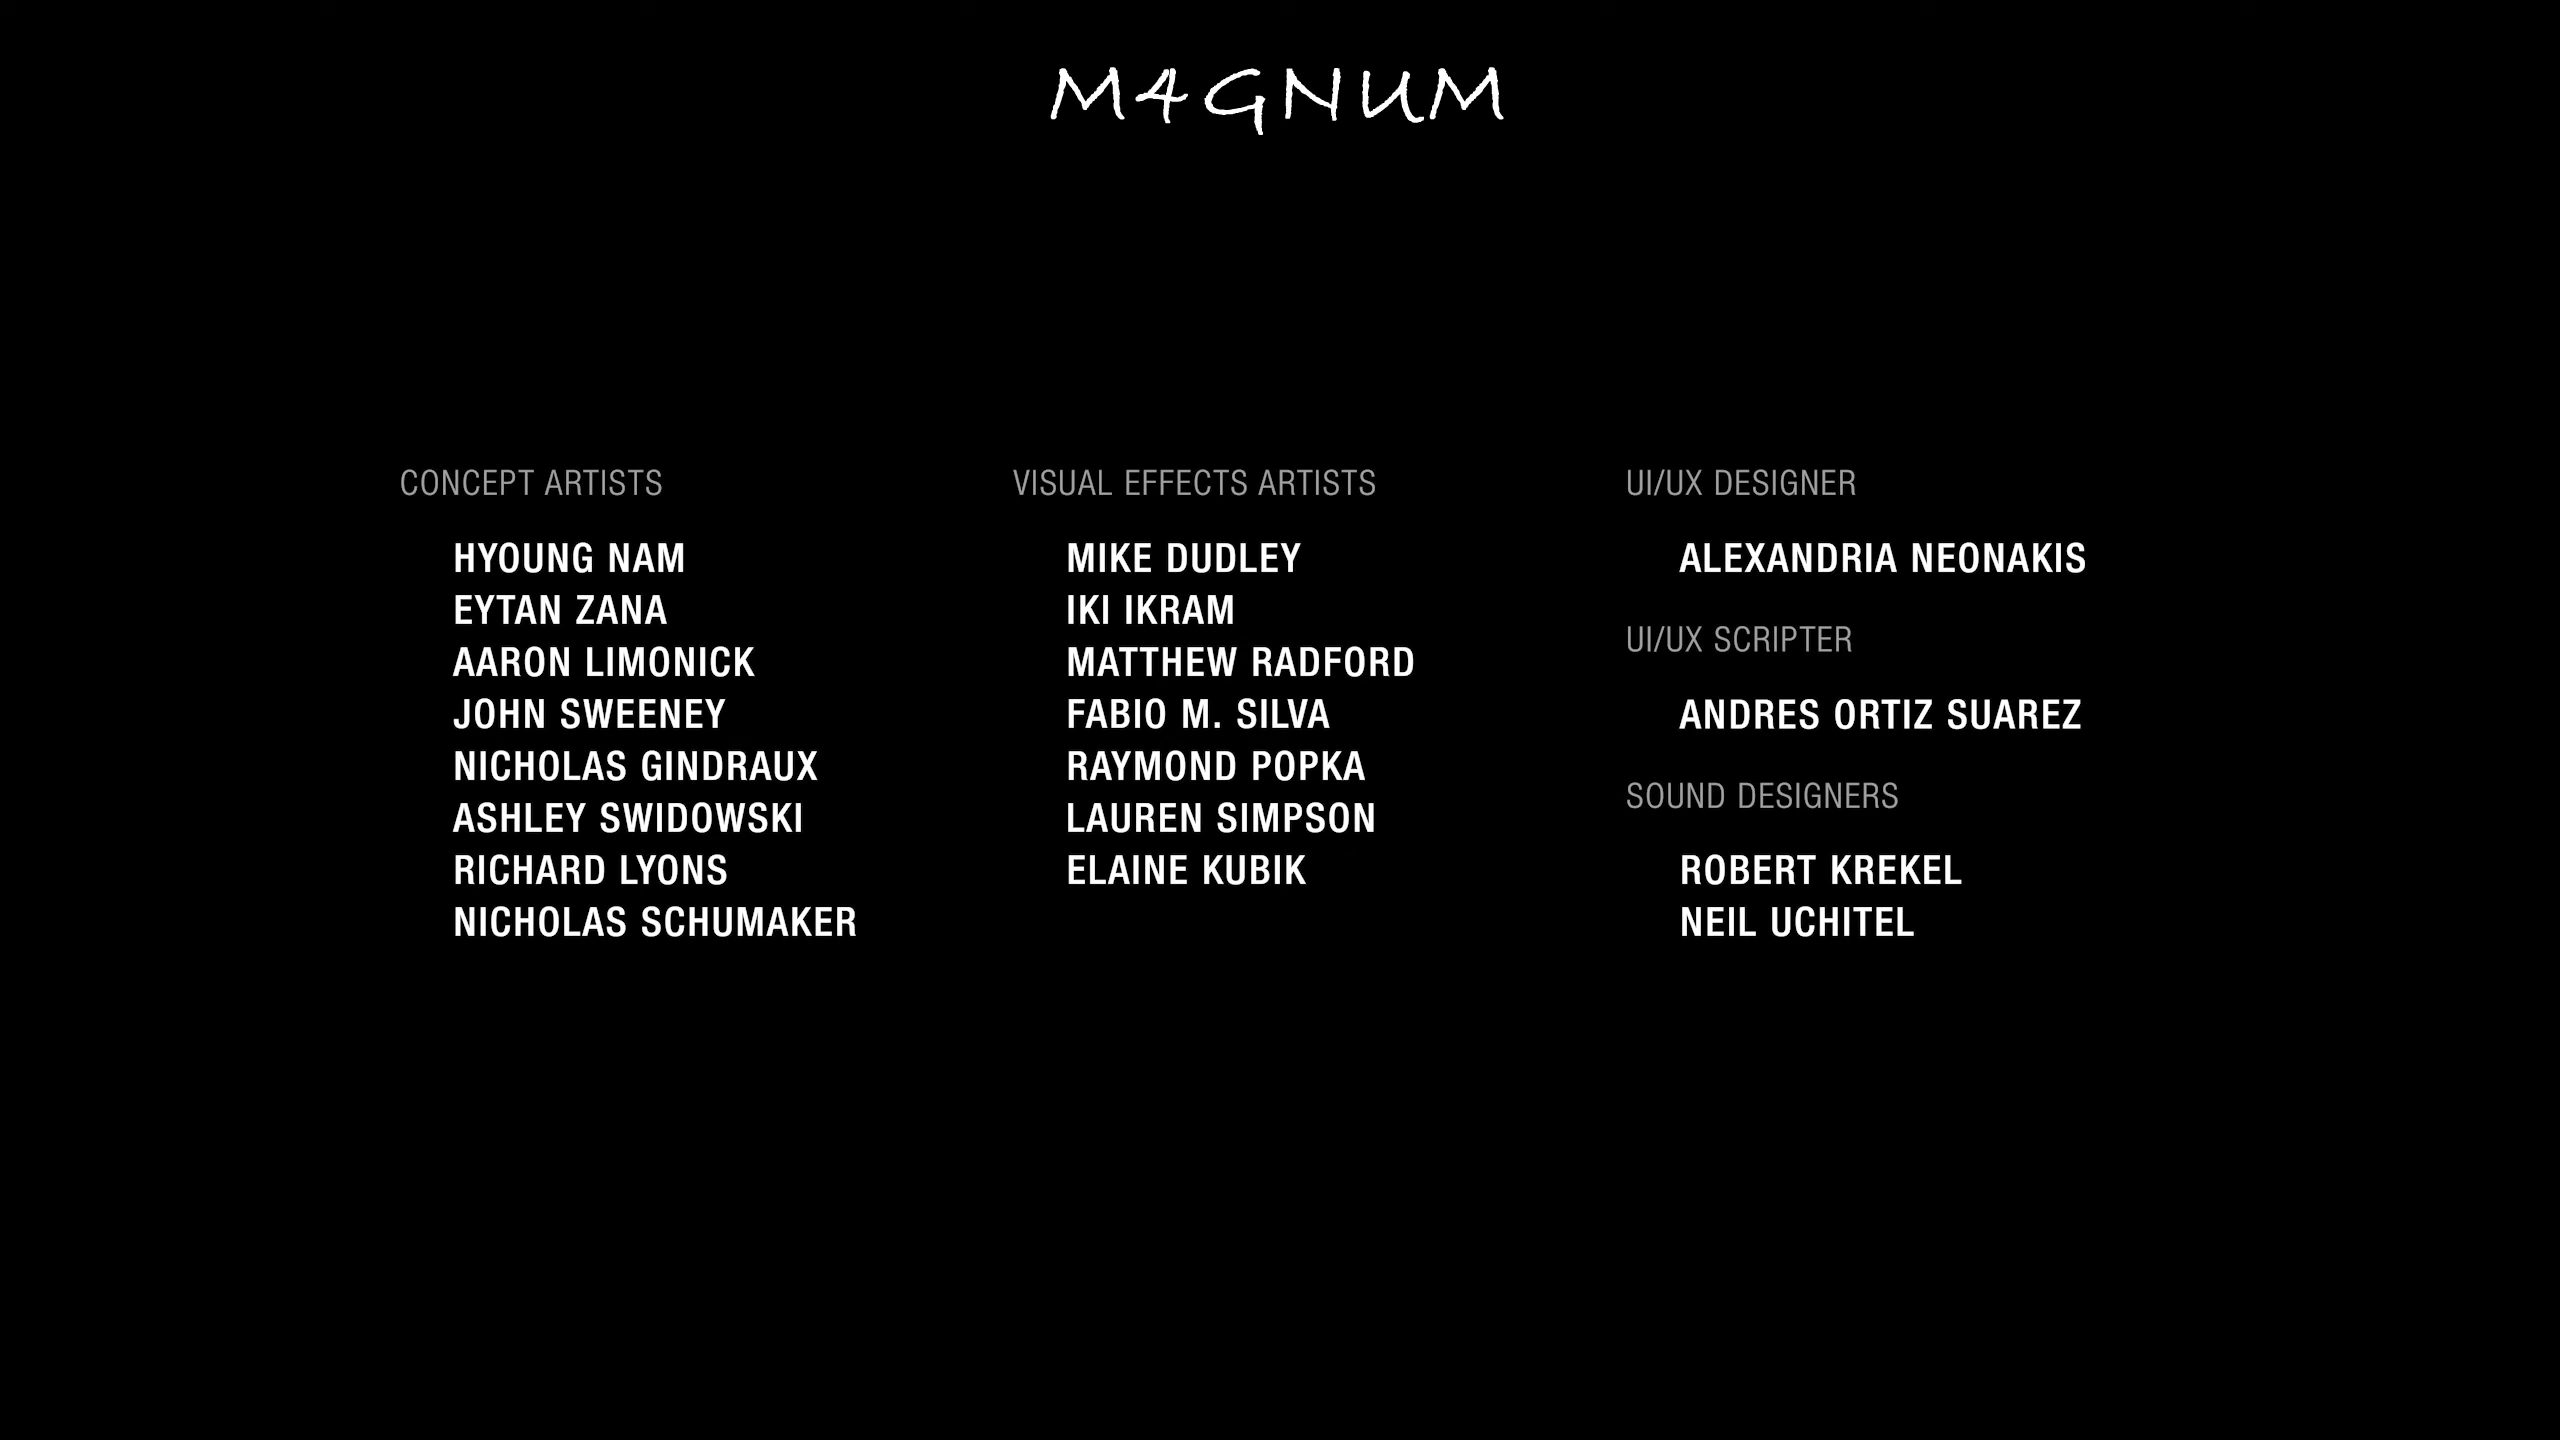 M4GNUM
CONCEPT ARTISTS
HYOUNG NAM
EYTAN ZANA
AARON LIMONICK
JOHN SWEENEY
NICHOLAS GINDRAUX
ASHLEY SWIDOWSKI
RICHARD LYONS
NICHOLAS SCHUMAKER
VISUAL EFFECTS ARTISTS
MIKE DUDLEY
IKI IKRAM
MATTHEW RADFORD
FABIO M. SILVA
RAYMOND POPKA
LAUREN SIMPSON
ELAINE KUBIK
UI/UX DESIGNER
ALEXANDRIA NEONAKIS
UI/UX SCRIPTER
ANDRES ORTIZ SUAREZ
SOUND DESIGNERS
ROBERT KREKEL
NEIL UCHITEL